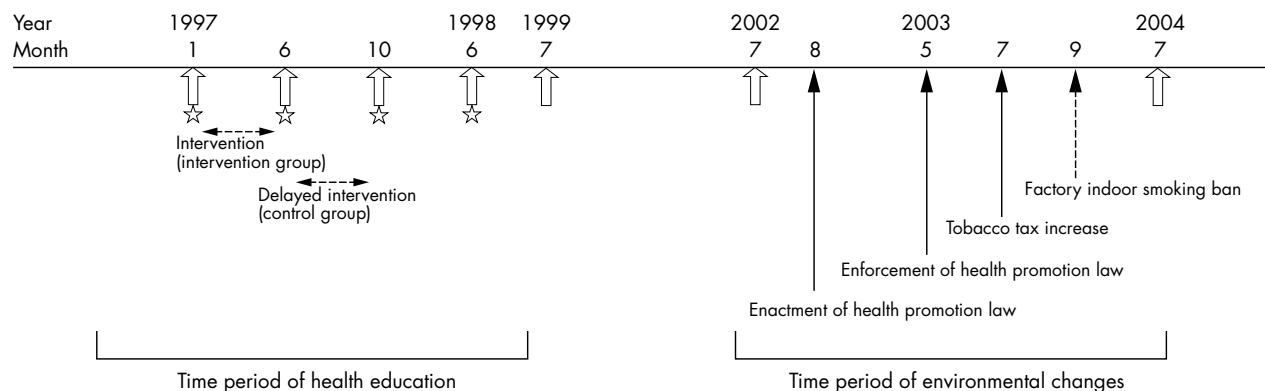 Year 1997 1998 1999 2002 2003 2004
Month 1 6 10 6 7 7 8 5 7 9 7
Intervention
(intervention group)
Delayed intervention
(control group)
Factory indoor smoking ban
Tobacco tax increase
Enforcement of health promotion law
Enactment of health promotion law
Time period of health education Time period of environmental changes